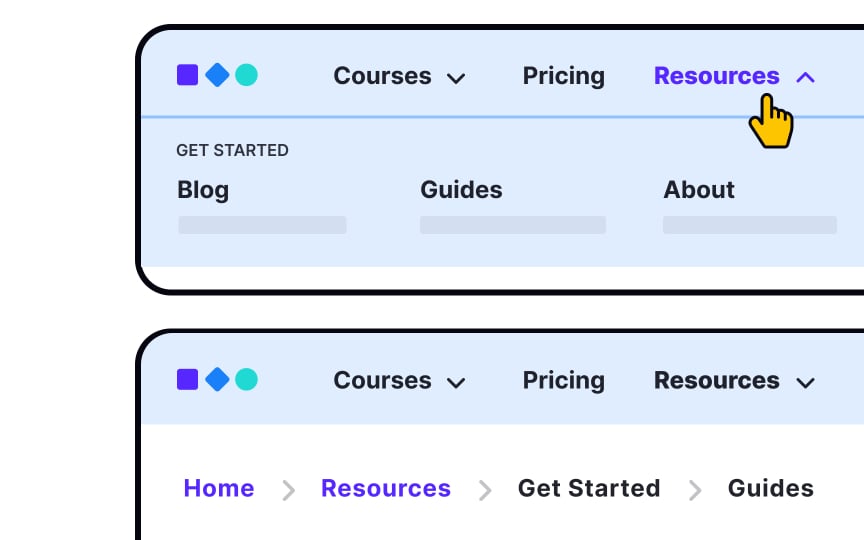 Courses Pricing Resources
GET STARTED
Blog Guides About
Courses Pricing Resources
Home Resources Get Started Guides